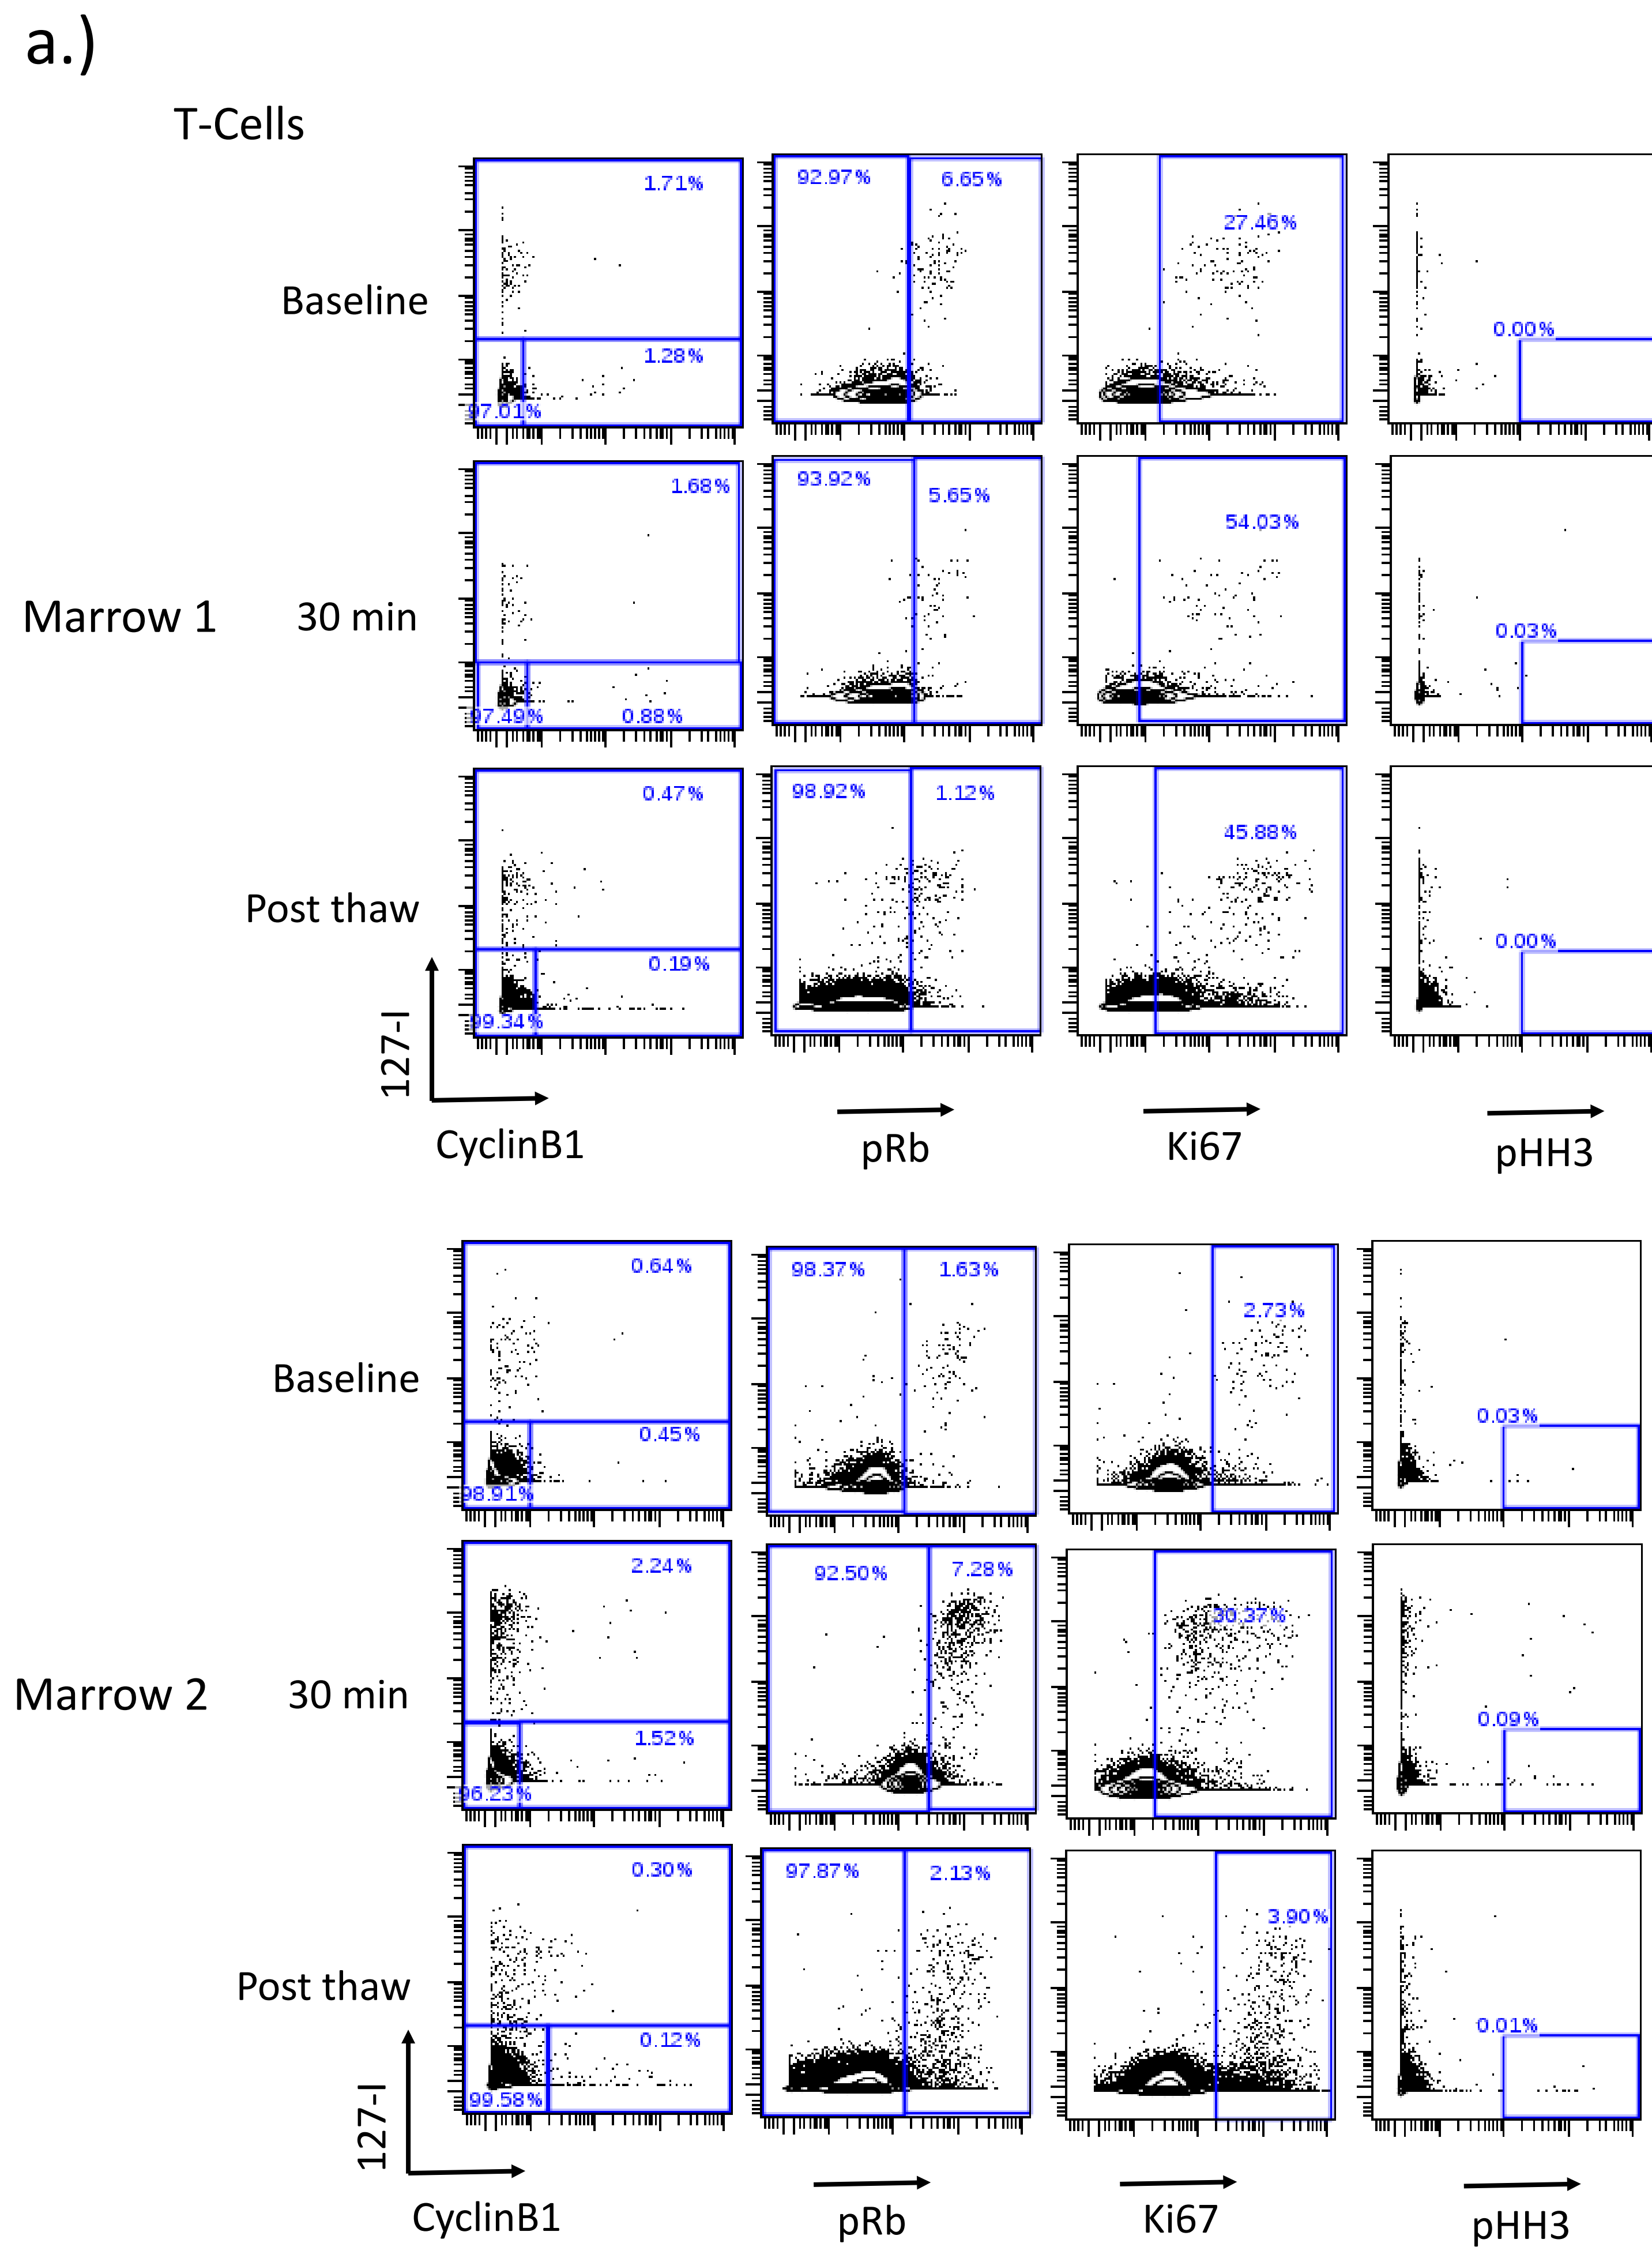 a.)
T-Cells
Baseline
1.71%
1.28%
97.01%
92.97% 6.65%
27.46%
0.00%
Marrow 1
30 min
1.68%
97.49% 0.88%
93.92% 5.65%
54.03%
0.03%
Post thaw
0.47%
0.19%
99.34%
98.92% 1.12%
45.88%
0.00%
127-I
CyclinB1 pRb Ki67 pHH3
Baseline
0.64%
0.45%
98.91%
98.37% 1.63%
2.73%
0.03%
Marrow 2
30 min
2.24%
1.52%
96.23%
92.50% 7.28%
30.37%
0.09%
Post thaw
0.30%
0.12%
99.58%
97.87% 2.13%
3.90%
0.01%
127-I
CyclinB1 pRb Ki67 pHH3